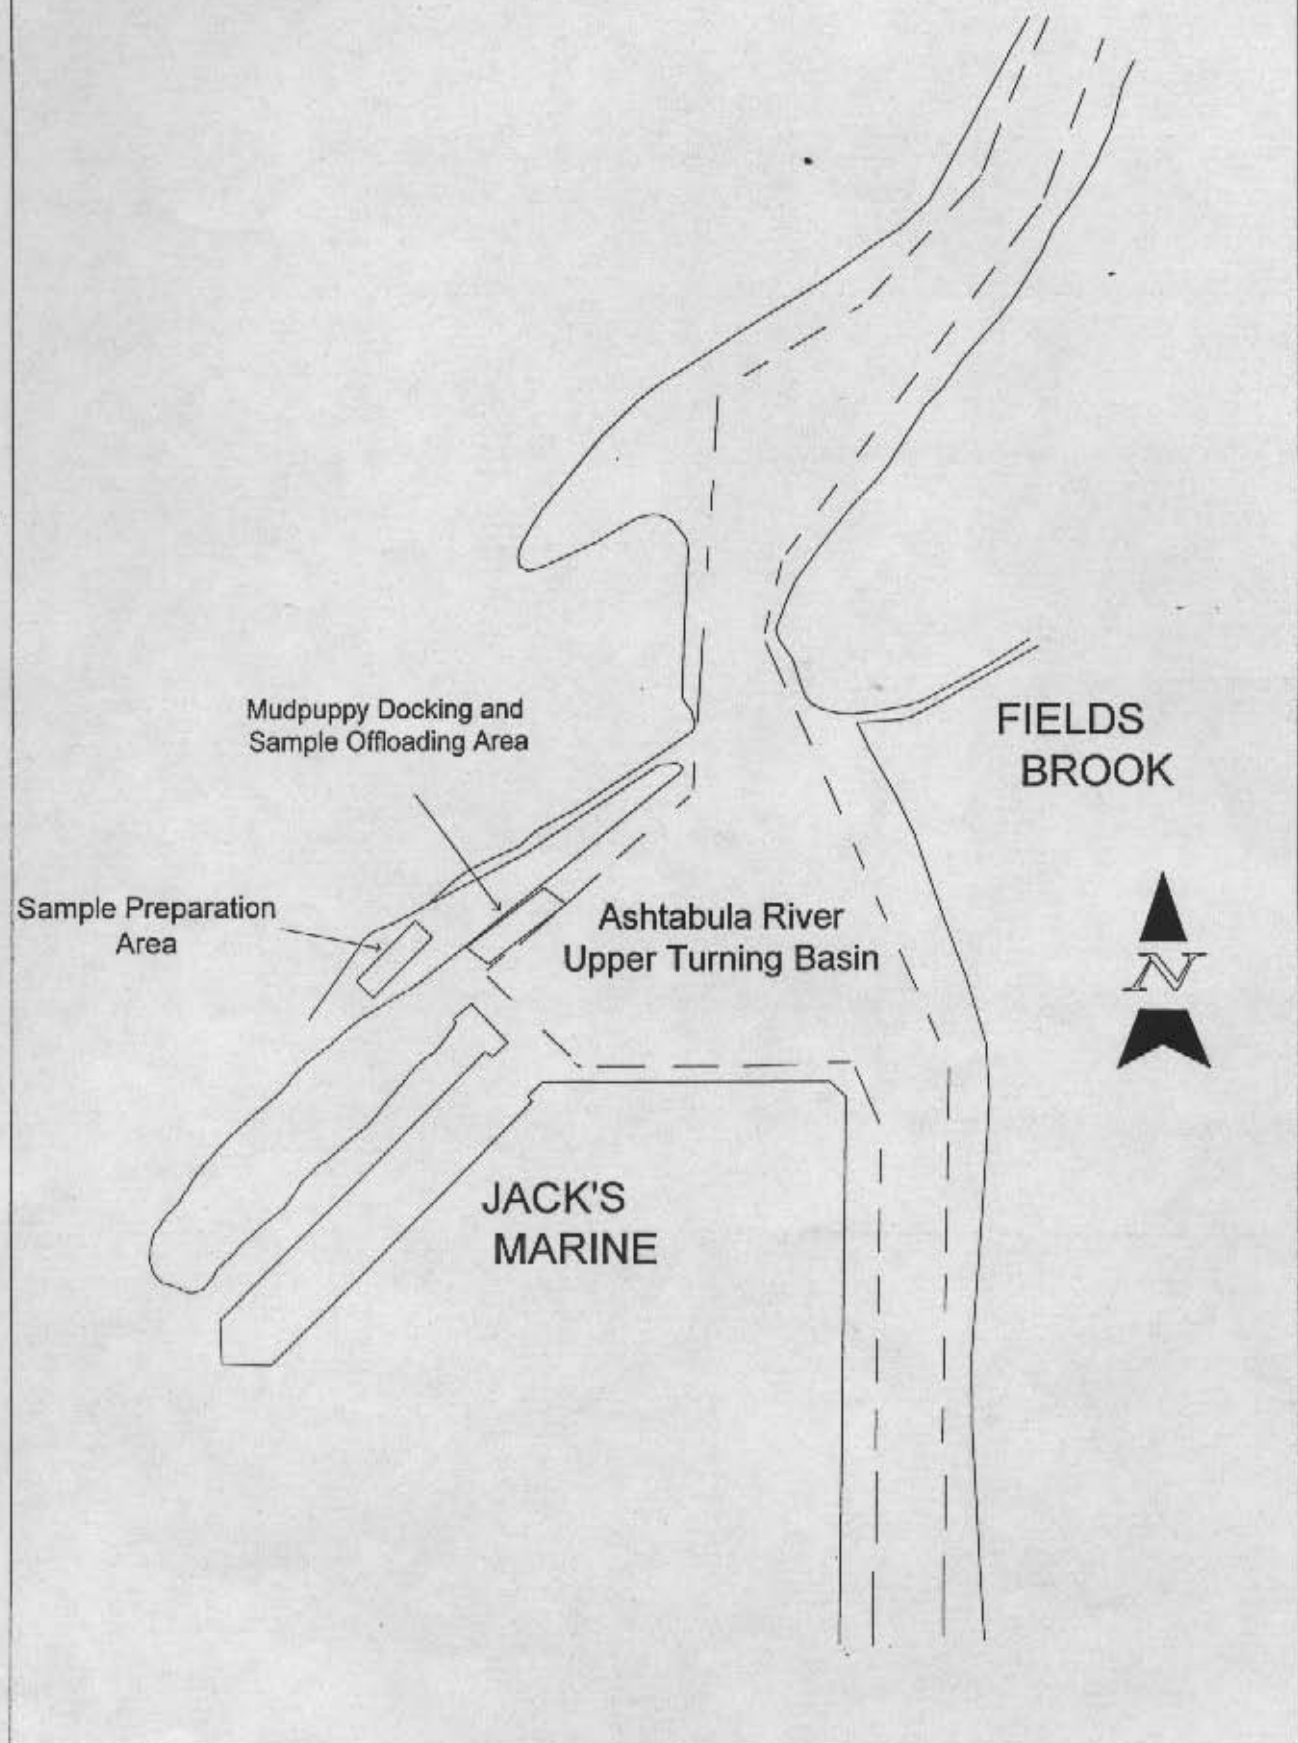 Mudpuppy Docking and
Sample Offloading Area
FIELDS
BROOK
Sample Preparation
Area
Ashtabula River
Upper Turning Basin
N
JACK'S
MARINE